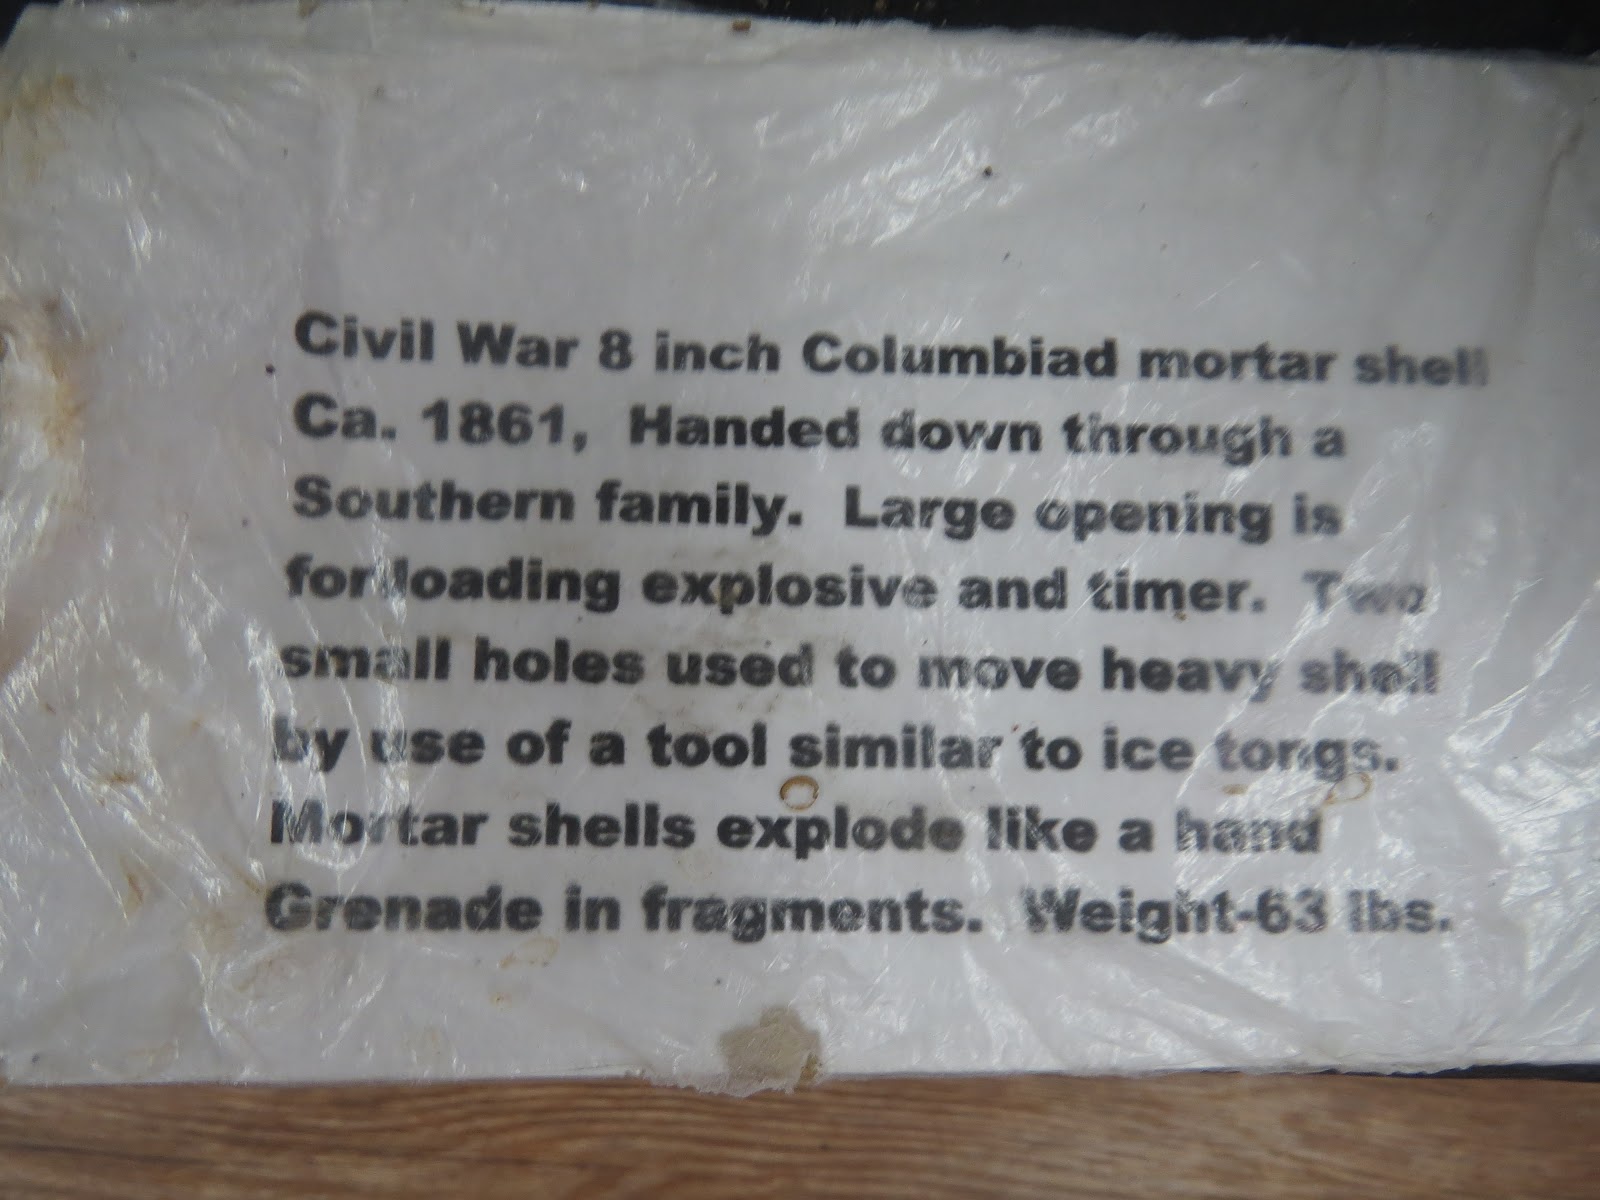 Civil War 8 inch Columbiad mortar shell
Ca. 1861, Handed down through a
Southern family. Large opening is
for loading explosive and timer. Two
small holes used to move heavy shell
by use of a tool similar to ice tongs.
Mortar shells explode like a hand
Grenade in fragments. Weight-63 lbs.